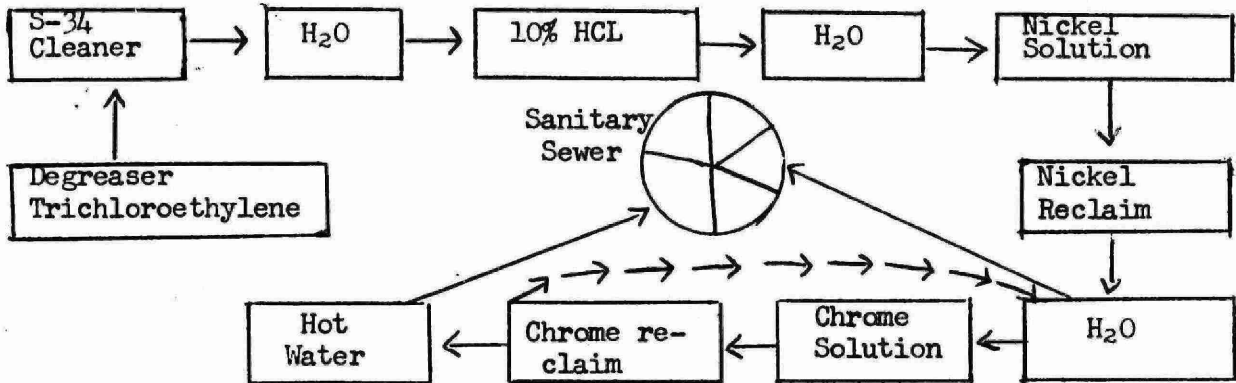 S-34
Cleaner
H₂O
10% HCL
H₂O
Nickel
Solution
Sanitary
Sewer
Degreaser
Trichloroethylene
Nickel
Reclaim
Hot
Water
Chrome re-
claim
Chrome
Solution
H₂O